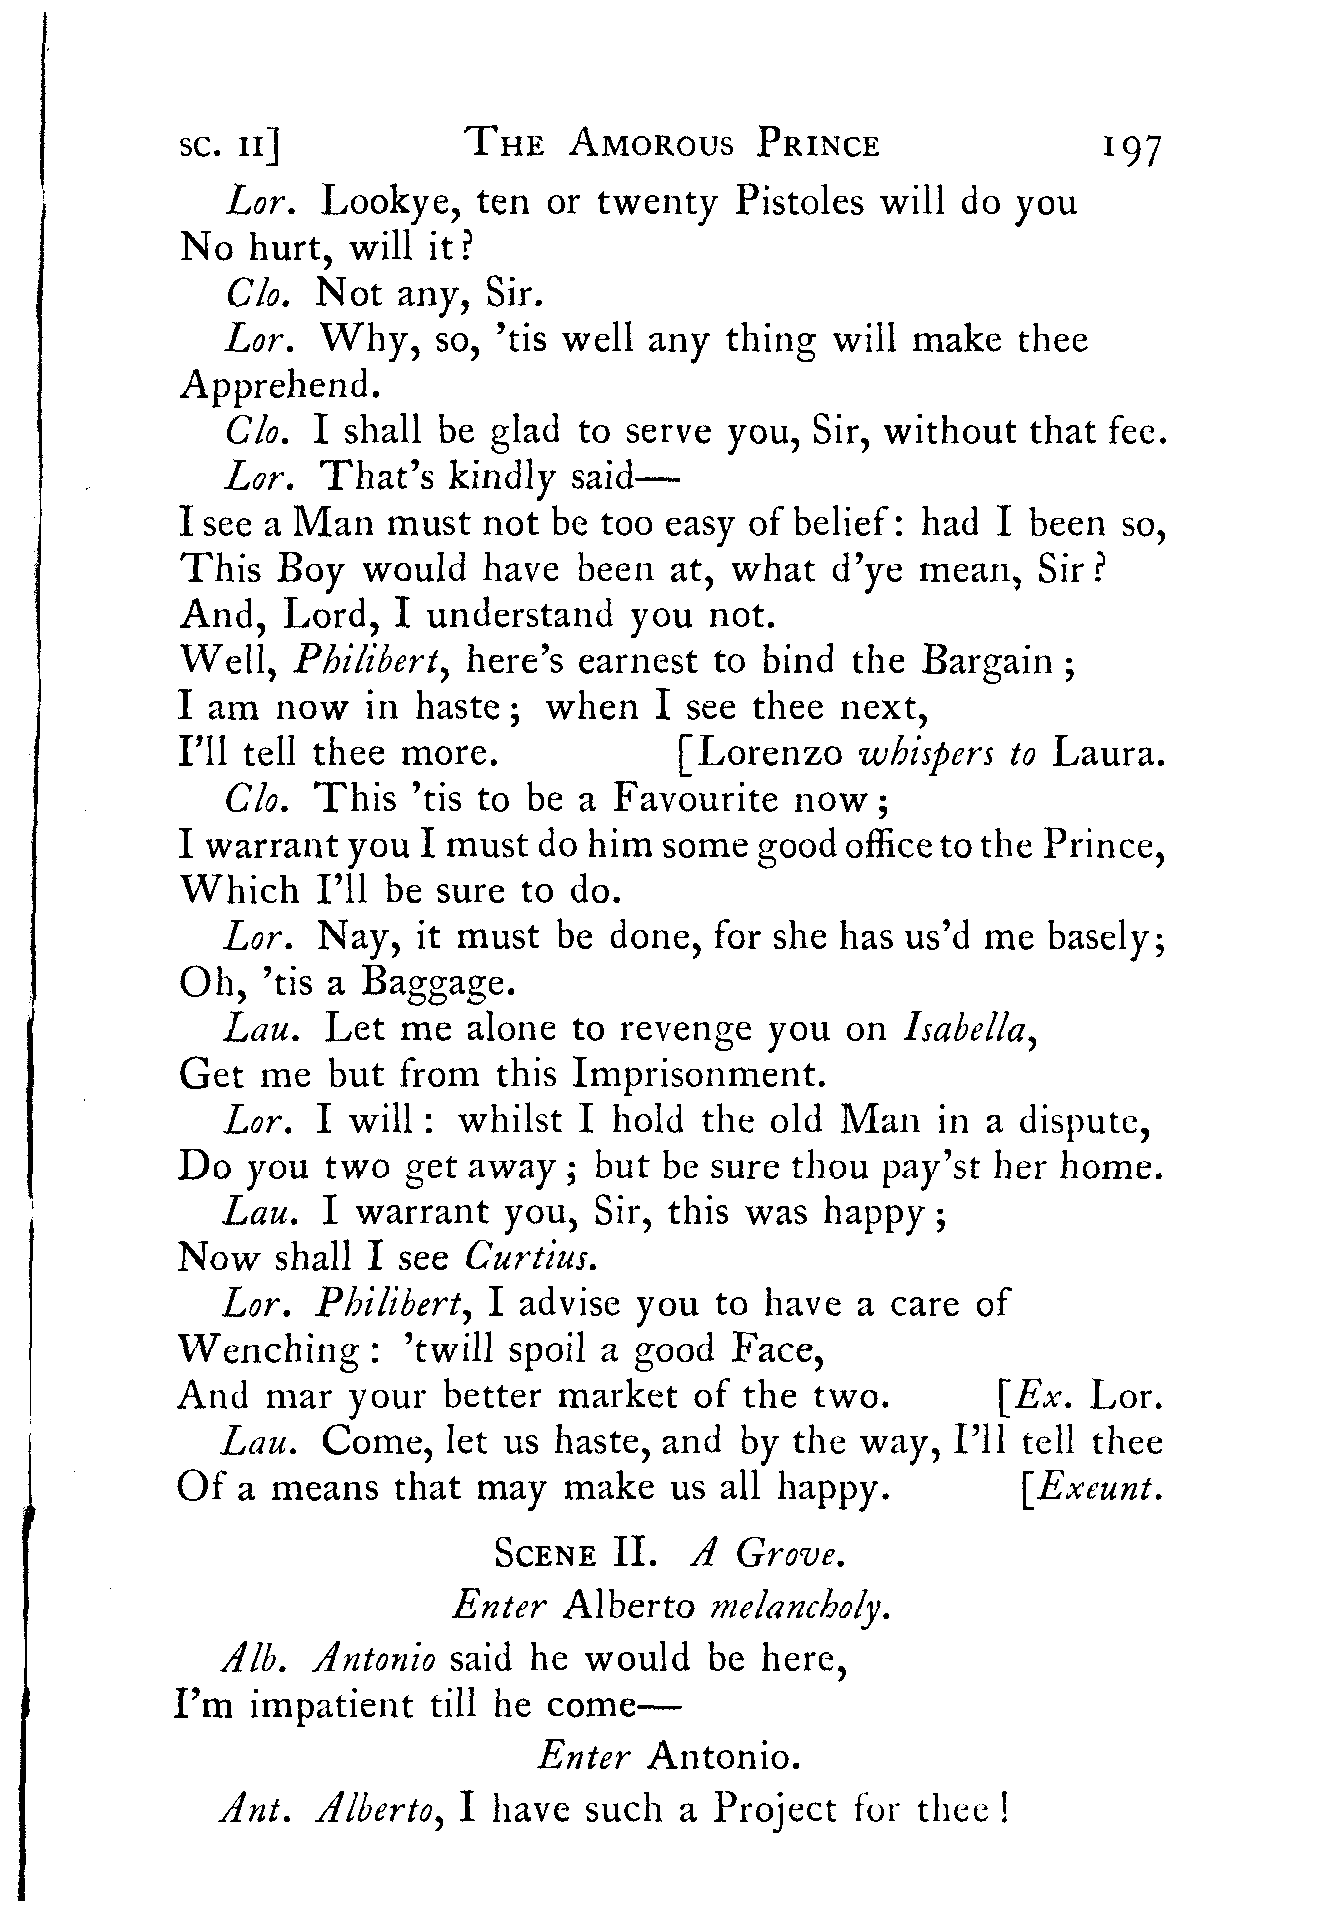 SC. II] THE AMOROUS PRINCE 197
Lor. Lookye, ten or twenty Pistoles will do you
No hurt, will it?
Clo. Not any, Sir.
Lor. Why, so, 'tis well any thing will make thee
Apprehend.
Clo. I shall be glad to serve you, Sir, without that fee.
Lor. That's kindly said—
I see a Man must not be too easy of belief: had I been so,
This Boy would have been at, what d'ye mean, Sir?
And, Lord, I understand you not.
Well, Philibert, here's earnest to bind the Bargain;
I am now in haste; when I see thee next,
I'll tell thee more. [Lorenzo whispers to Laura.
Clo. This 'tis to be a Favourite now;
I warrant you I must do him some good office to the Prince,
Which I'll be sure to do.
Lor. Nay, it must be done, for she has us'd me basely;
Oh, 'tis a Baggage.
Lau. Let me alone to revenge you on Isabella,
Get me but from this Imprisonment.
Lor. I will: whilst I hold the old Man in a dispute,
Do you two get away; but be sure thou pay'st her home.
Lau. I warrant you, Sir, this was happy;
Now shall I see Curtius.
Lor. Philibert, I advise you to have a care of
Wenching: 'twill spoil a good Face,
And mar your better market of the two. [Ex. Lor.
Lau. Come, let us haste, and by the way, I'll tell thee
Of a means that may make us all happy. [Exeunt.
SCENE II. A Grove.
Enter Alberto melancholy.
Alb. Antonio said he would be here,
I'm impatient till he come—
Enter Antonio.
Ant. Alberto, I have such a Project for thee!